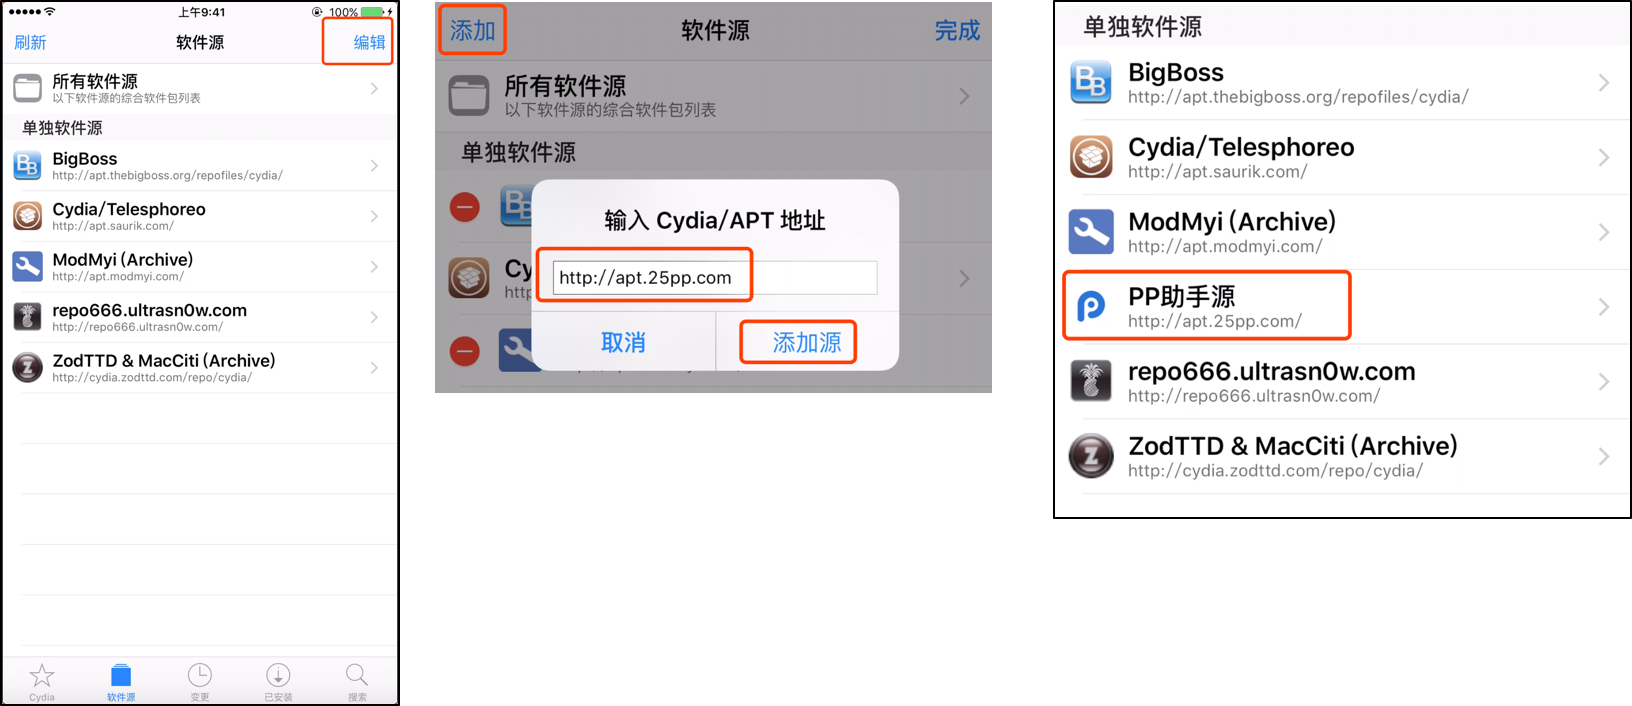 上午9:41
100%
刷新
软件源
编辑
所有软件源
以下软件源的综合软件包列表
单独软件源
BigBoss
http://apt.thebigboss.org/repofiles/cydia/
Cydia/Telesphoreo
http://apt.saurik.com/
ModMyi (Archive)
http://apt.modmyi.com/
repo666.ultrasn0w.com
http://repo666.ultrasn0w.com/
ZodTTD & MacCiti (Archive)
http://cydia.zodttd.com/repo/cydia/
Cydia
软件源
变更
已安装
搜索
添加
软件源
完成
所有软件源
以下软件源的综合软件包列表
单独软件源
Cy
http
输入 Cydia/APT 地址
http://apt.25pp.com
取消
添加源
单独软件源
BigBoss
http://apt.thebigboss.org/repofiles/cydia/
Cydia/Telesphoreo
http://apt.saurik.com/
ModMyi (Archive)
http://apt.modmyi.com/
PP助手源
http://apt.25pp.com/
repo666.ultrasn0w.com
http://repo666.ultrasn0w.com/
ZodTTD & MacCiti (Archive)
http://cydia.zodttd.com/repo/cydia/